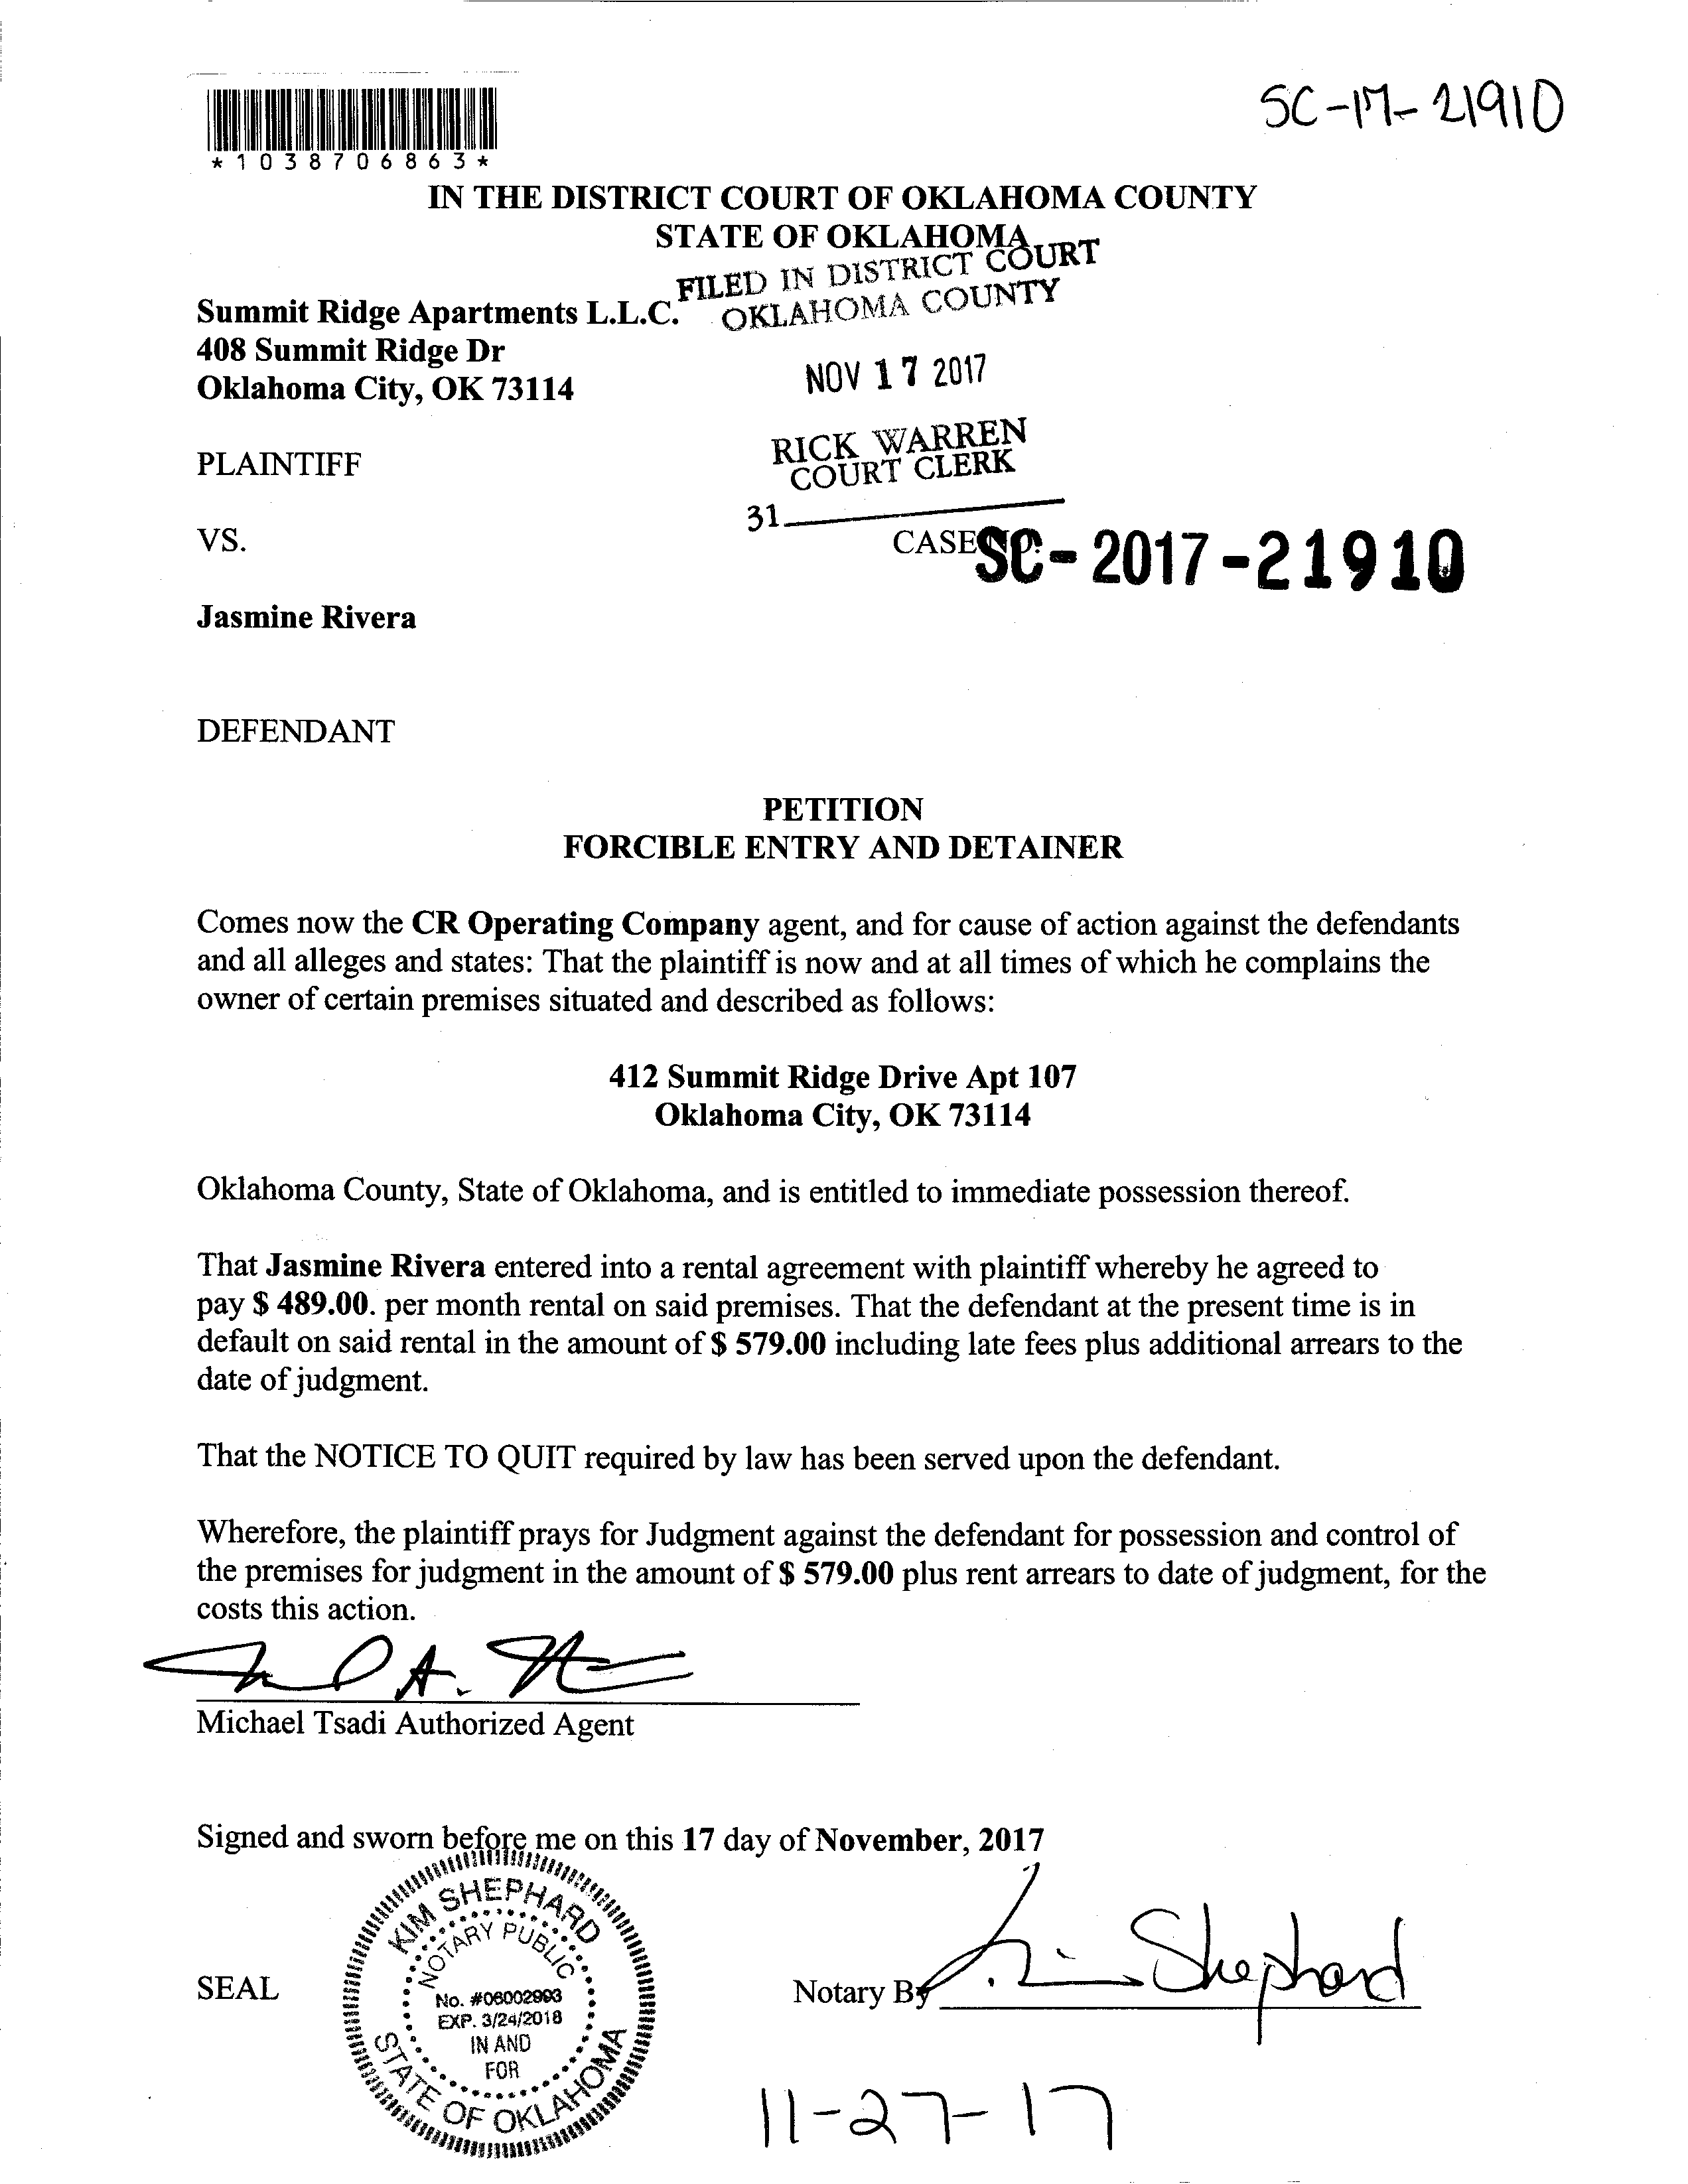 SC-17-21910
*1038706863*
IN THE DISTRICT COURT OF OKLAHOMA COUNTY
STATE OF OKLAHOMA
FILED IN DISTRICT COURT
OKLAHOMA COUNTY
Summit Ridge Apartments L.L.C.
408 Summit Ridge Dr
Oklahoma City, OK 73114
NOV 17 2017
RICK WARREN
COURT CLERK
PLAINTIFF
31
VS.
CASE NO: SC-2017-21910
Jasmine Rivera
DEFENDANT
PETITION
FORCIBLE ENTRY AND DETAINER
Comes now the CR Operating Company agent, and for cause of action against the defendants
and all alleges and states: That the plaintiff is now and at all times of which he complains the
owner of certain premises situated and described as follows:
412 Summit Ridge Drive Apt 107
Oklahoma City, OK 73114
Oklahoma County, State of Oklahoma, and is entitled to immediate possession thereof.
That Jasmine Rivera entered into a rental agreement with plaintiff whereby he agreed to
pay $ 489.00. per month rental on said premises. That the defendant at the present time is in
default on said rental in the amount of $ 579.00 including late fees plus additional arrears to the
date of judgment.
That the NOTICE TO QUIT required by law has been served upon the defendant.
Wherefore, the plaintiff prays for Judgment against the defendant for possession and control of
the premises for judgment in the amount of $ 579.00 plus rent arrears to date of judgment, for the
costs this action.
Michael Tsadi Authorized Agent
Signed and sworn before me on this 17 day of November, 2017
KIM SHEPHARD
NOTARY PUBLIC
No. #06002993
EXP. 3/24/2018
IN AND
FOR
STATE OF OKLAHOMA
SEAL
Notary By Kim Shephard
11-27-17